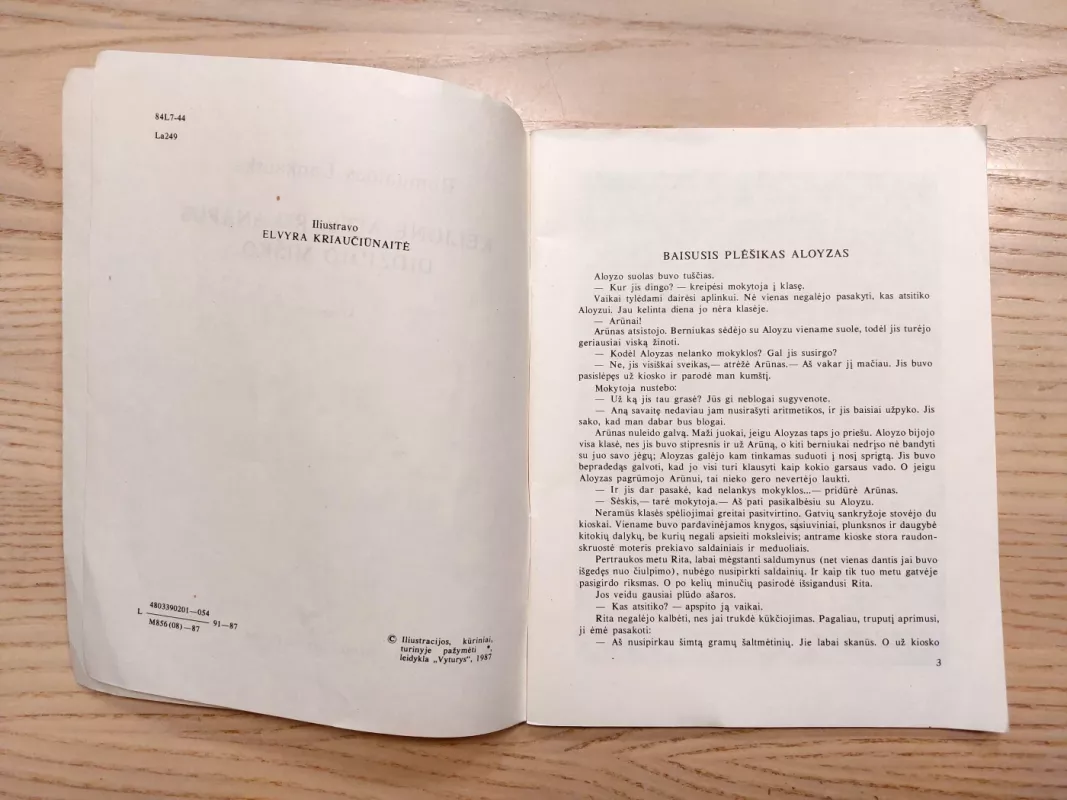 84L7-44
La249
Iliustravo
ELVYRA KRIAUČIŪNAITĖ
4803390201—054
L 91—87
M856(08)—87
© Iliustracijos, kūriniai,
turinyje pažymėti *,
leidykla „Vyturys", 1987
BAISUSIS PLĖŠIKAS ALOYZAS
Aloyzo suolas buvo tuščias.
— Kur jis dingo? — kreipėsi mokytoja į klasę.
Vaikai tylėdami dairėsi aplinkui. Nė vienas negalėjo pasakyti, kas atsitiko
Aloyzui. Jau kelinta diena jo nėra klasėje.
— Arūnai!
Arūnas atsistojo. Berniukas sėdėjo su Aloyzu viename suole, todėl jis turėjo
geriausiai viską žinoti.
— Kodėl Aloyzas nelanko mokyklos? Gal jis susirgo?
— Ne, jis visiškai sveikas,— atrėžė Arūnas.— Aš vakar jį mačiau. Jis buvo
pasislėpęs už kiosko ir parodė man kumštį.
Mokytoja nustebo:
— Už ką jis tau grasė? Jūs gi neblogai sugyvenote.
— Aną savaitę nedaviau jam nusirašyti aritmetikos, ir jis baisiai užpyko. Jis
sako, kad man dabar bus blogai.
Arūnas nuleido galvą. Maži juokai, jeigu Aloyzas taps jo priešu. Aloyzo bijojo
visa klasė, nes jis buvo stipresnis ir už Arūną, o kiti berniukai nedrįso nė bandyti
su juo savo jėgų; Aloyzas galėjo kam tinkamas suduoti į nosį sprigtą. Jis buvo
bepradedąs galvoti, kad jo visi turi klausyti kaip kokio garsaus vado. O jeigu
Aloyzas pagrūmojo Arūnui, tai nieko gero nevertėjo laukti.
— Ir jis dar pasakė, kad nelankys mokyklos...— pridūrė Arūnas.
— Sėskis,— tarė mokytoja.— Aš pati pasikalbėsiu su Aloyzu.
Neramūs klasės spėliojimai greitai pasitvirtino. Gatvių sankryžoje stovėjo du
kioskai. Viename buvo pardavinėjamos knygos, sąsiuviniai, plunksnos ir daugybė
kitokių dalykų, be kurių negali apsieiti moksleivis; antrame kioske stora raudon-
skruostė moteris prekiavo saldainiais ir meduoliais.
Pertraukos metu Rita, labai mėgstanti saldumynus (net vienas dantis jai buvo
išgedęs nuo čiulpimo), nubėgo nusipirkti saldainių. Ir kaip tik tuo metu gatvėje
pasigirdo riksmas. O po kelių minučių pasirodė išsigandusi Rita.
Jos veidu gausiai plūdo ašaros.
— Kas atsitiko? — apspito ją vaikai.
Rita negalėjo kalbėti, nes jai trukdė kūkčiojimas. Pagaliau, truputį aprimusi,
ji ėmė pasakoti:
— Aš nusipirkau šimtą gramų šaltmėtinių. Jie labai skanūs. O už kiosko
3